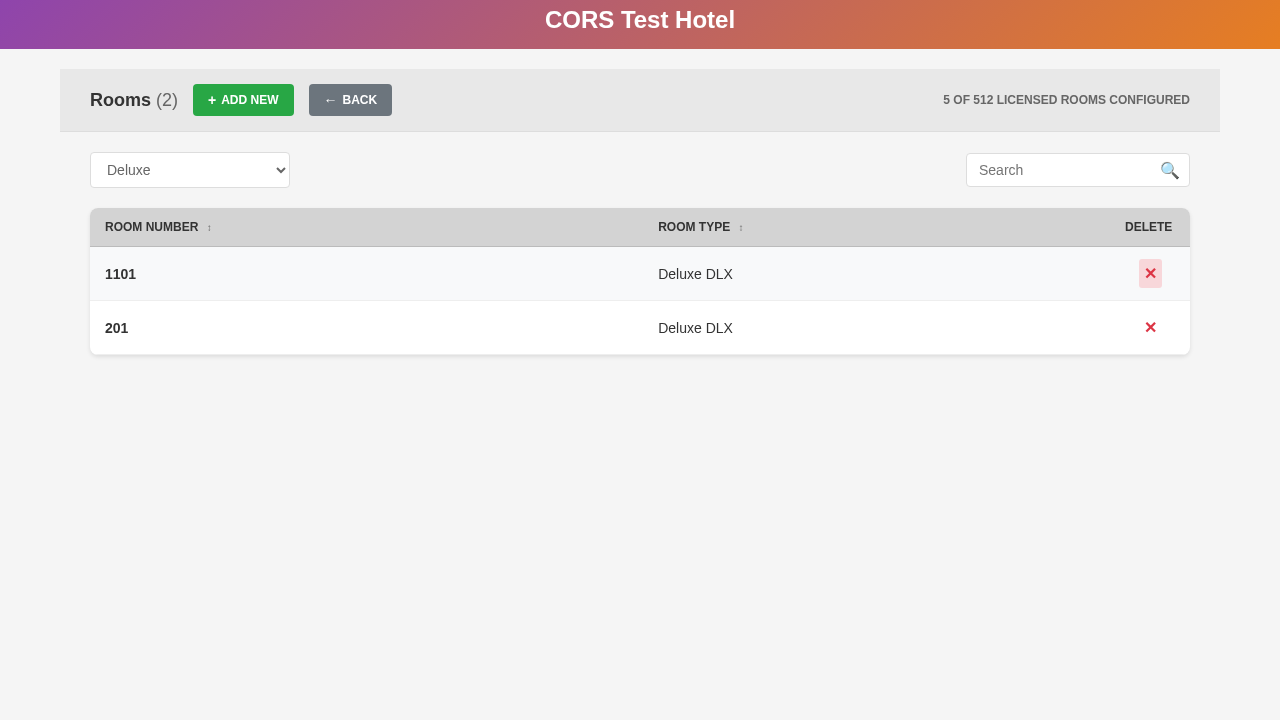 CORS Test Hotel
Rooms (2) + ADD NEW ← BACK 5 OF 512 LICENSED ROOMS CONFIGURED
Deluxe Search
ROOM NUMBER ↕ ROOM TYPE ↕ DELETE
1101 Deluxe DLX ✕
201 Deluxe DLX ✕